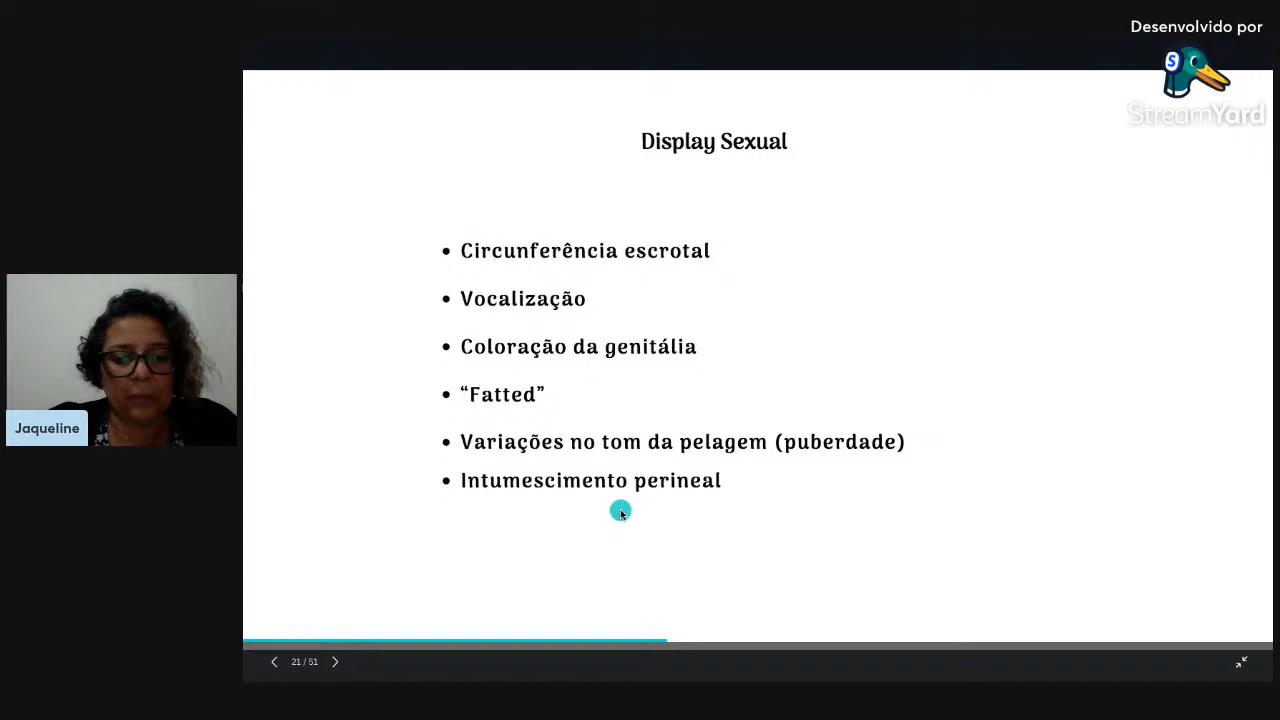 Desenvolvido por
StreamYard
Display Sexual
• Circunferência escrotal
• Vocalização
• Coloração da genitália
• “Fatted”
• Variações no tom da pelagem (puberdade)
• Intumescimento perineal
Jaqueline
21 / 51